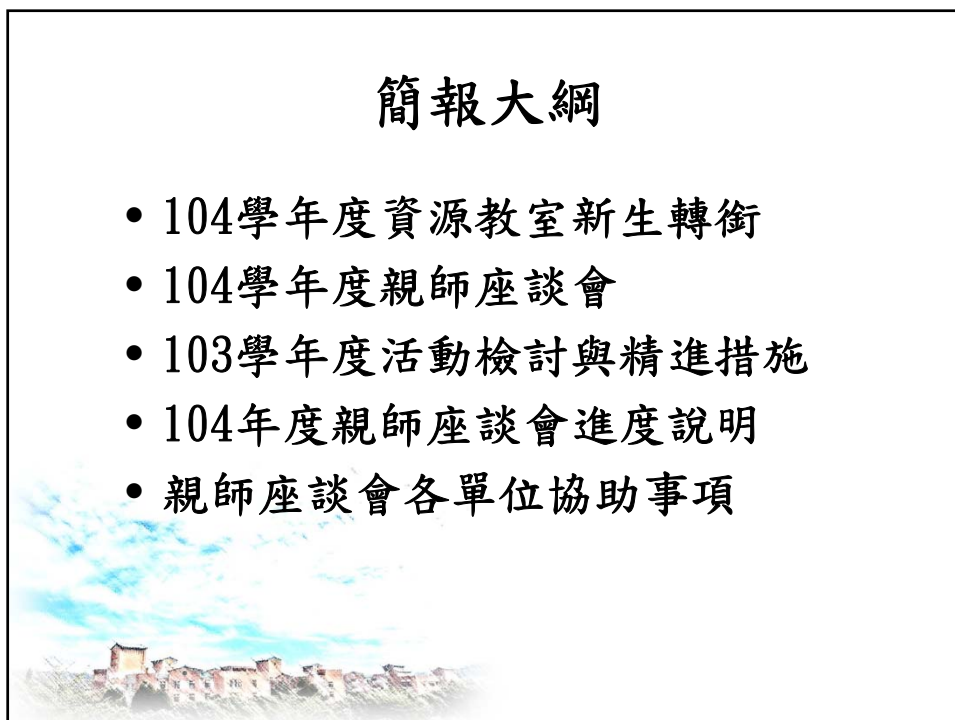 簡報大綱
• 104學年度資源教室新生轉銜
• 104學年度親師座談會
• 103學年度活動檢討與精進措施
• 104年度親師座談會進度說明
• 親師座談會各單位協助事項